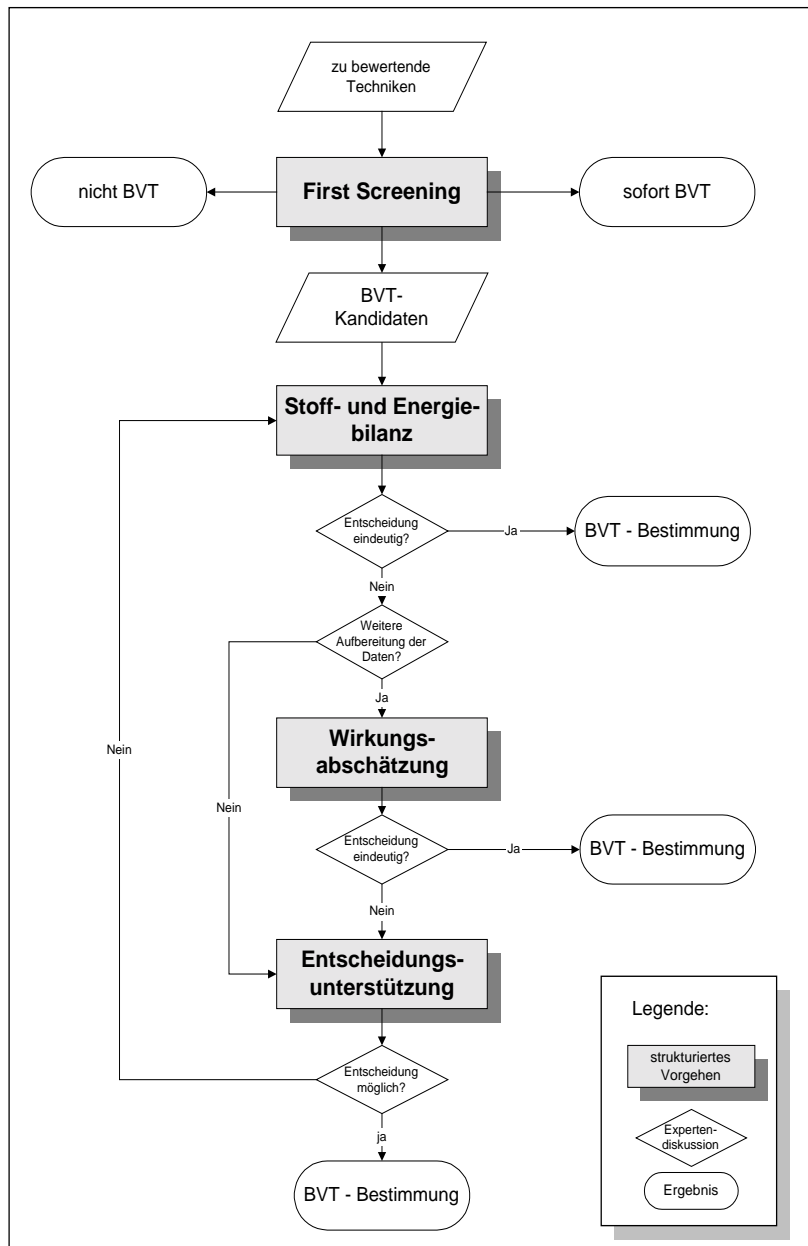 zu bewertende
Techniken
nicht BVT
First Screening
sofort BVT
BVT-
Kandidaten
Stoff- und Energie-
bilanz
Entscheidung
eindeutig?
Ja
BVT - Bestimmung
Nein
Weitere
Aufbereitung der
Daten?
Ja
Wirkungs-
abschätzung
Nein
Nein
Entscheidung
eindeutig?
Ja
BVT - Bestimmung
Nein
Entscheidungs-
unterstützung
Entscheidung
möglich?
ja
BVT - Bestimmung
Legende:
strukturiertes
Vorgehen
Experten-
diskussion
Ergebnis